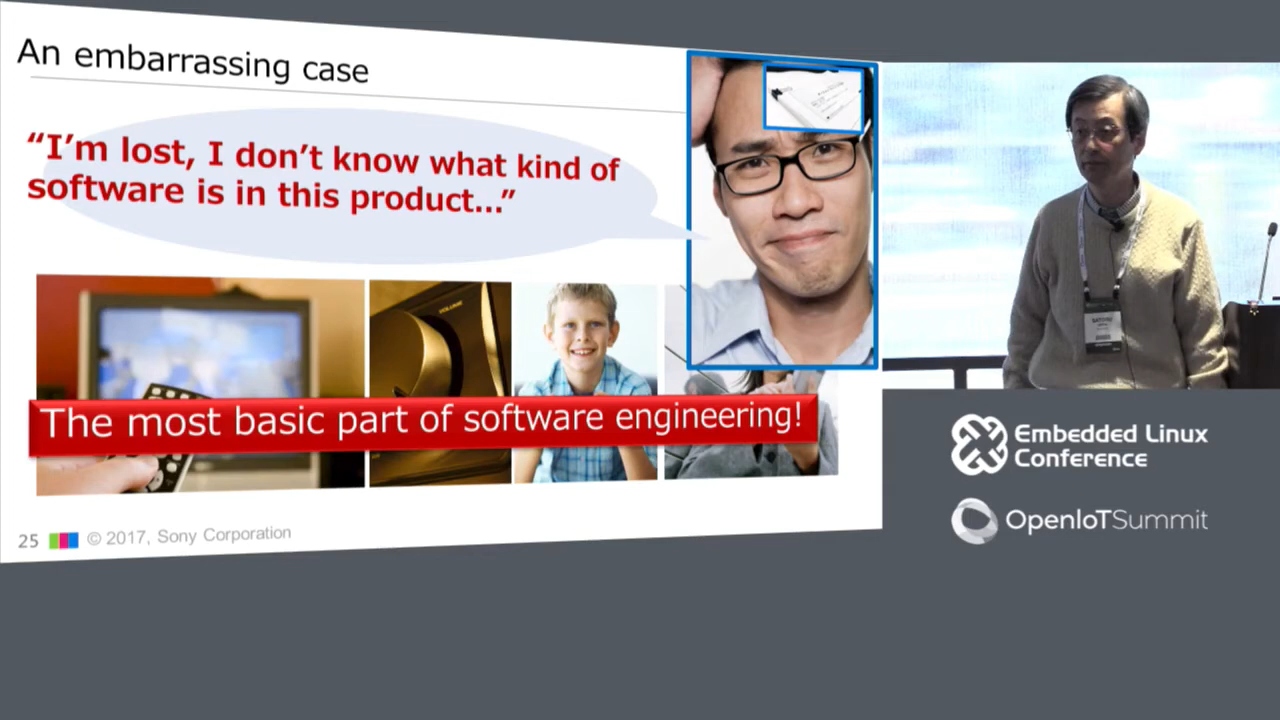 An embarrassing case
“I’m lost, I don’t know what kind of
software is in this product...”
The most basic part of software engineering!
25
© 2017, Sony Corporation
Embedded Linux
Conference
OpenIoTSummit